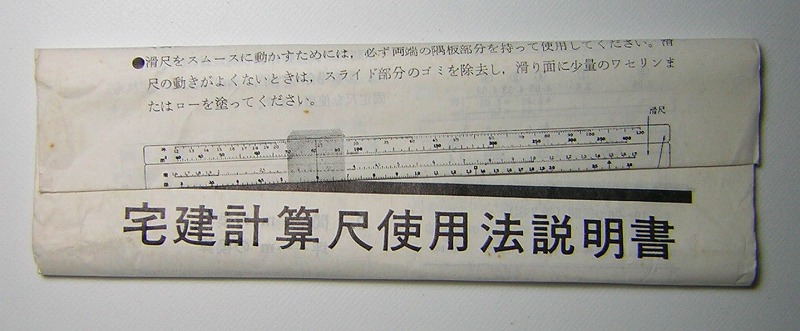 ●滑尺をスムースに動かすためには，必ず両端の隅板部分を持って使用してください。滑
尺の動きがよくないときは，スライド部分のゴミを除去し，滑り面に少量のワセリンま
たはローを塗ってください。
滑尺
宅建計算尺使用法説明書